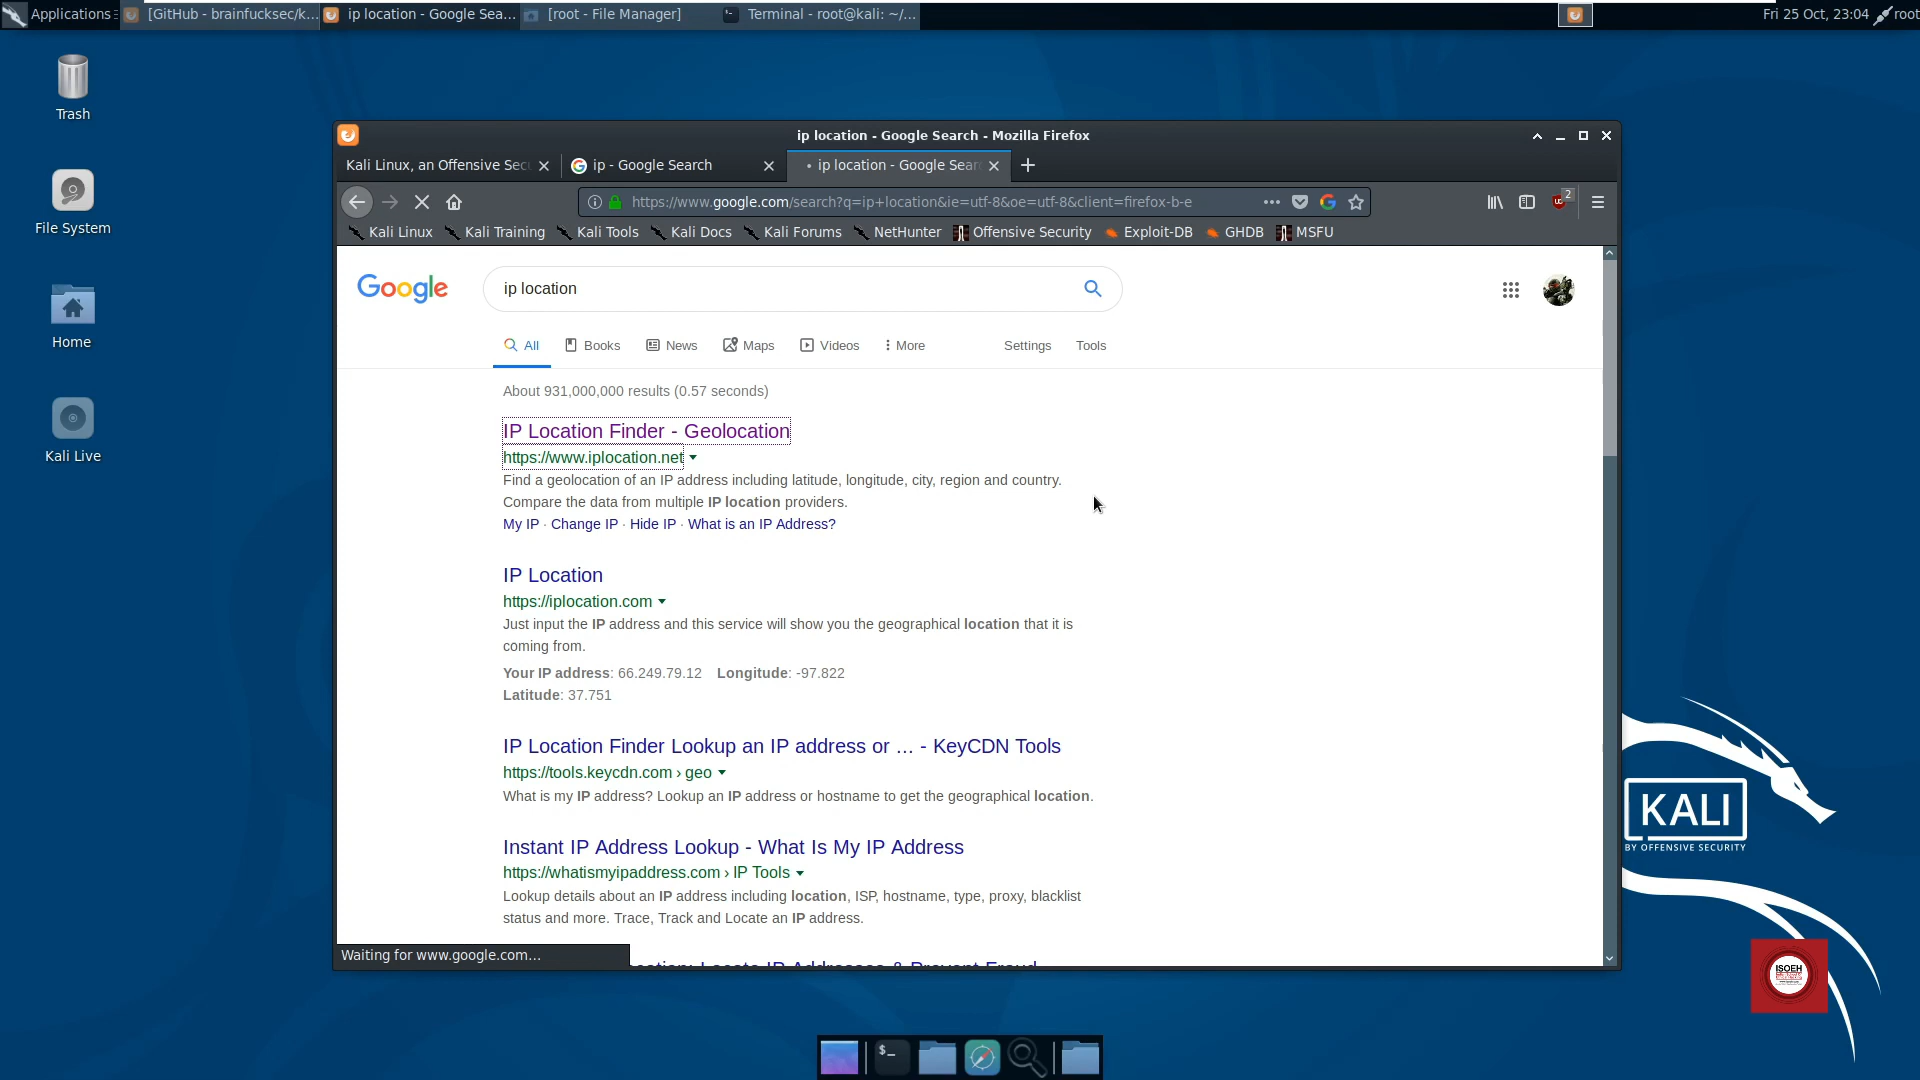 Applications
[GitHub - brainfucksec/k...
ip location - Google Sea...
[root - File Manager]
Terminal - root@kali: ~/...
Fri 25 Oct, 23:04
root
Trash
File System
Home
Kali Live
ip location - Google Search - Mozilla Firefox
Kali Linux, an Offensive Sec
ip - Google Search
• ip location - Google Sear
https://www.google.com/search?q=ip+location&ie=utf-8&oe=utf-8&client=firefox-b-e
2
Kali Linux
Kali Training
Kali Tools
Kali Docs
Kali Forums
NetHunter
Offensive Security
Exploit-DB
GHDB
MSFU
Google
ip location
All
Books
News
Maps
Videos
More
Settings
Tools
About 931,000,000 results (0.57 seconds)
IP Location Finder - Geolocation
https://www.iplocation.net
Find a geolocation of an IP address including latitude, longitude, city, region and country.
Compare the data from multiple IP location providers.
My IP · Change IP · Hide IP · What is an IP Address?
IP Location
https://iplocation.com
Just input the IP address and this service will show you the geographical location that it is
coming from.
Your IP address: 66.249.79.12 Longitude: -97.822
Latitude: 37.751
IP Location Finder Lookup an IP address or ... - KeyCDN Tools
https://tools.keycdn.com › geo
What is my IP address? Lookup an IP address or hostname to get the geographical location.
Instant IP Address Lookup - What Is My IP Address
https://whatismyipaddress.com › IP Tools
Lookup details about an IP address including location, ISP, hostname, type, proxy, blacklist
status and more. Trace, Track and Locate an IP address.
Locate IP Addresses & Prevent Fraud
Waiting for www.google.com...
KALI
BY OFFENSIVE SECURITY
ISOEH
$_